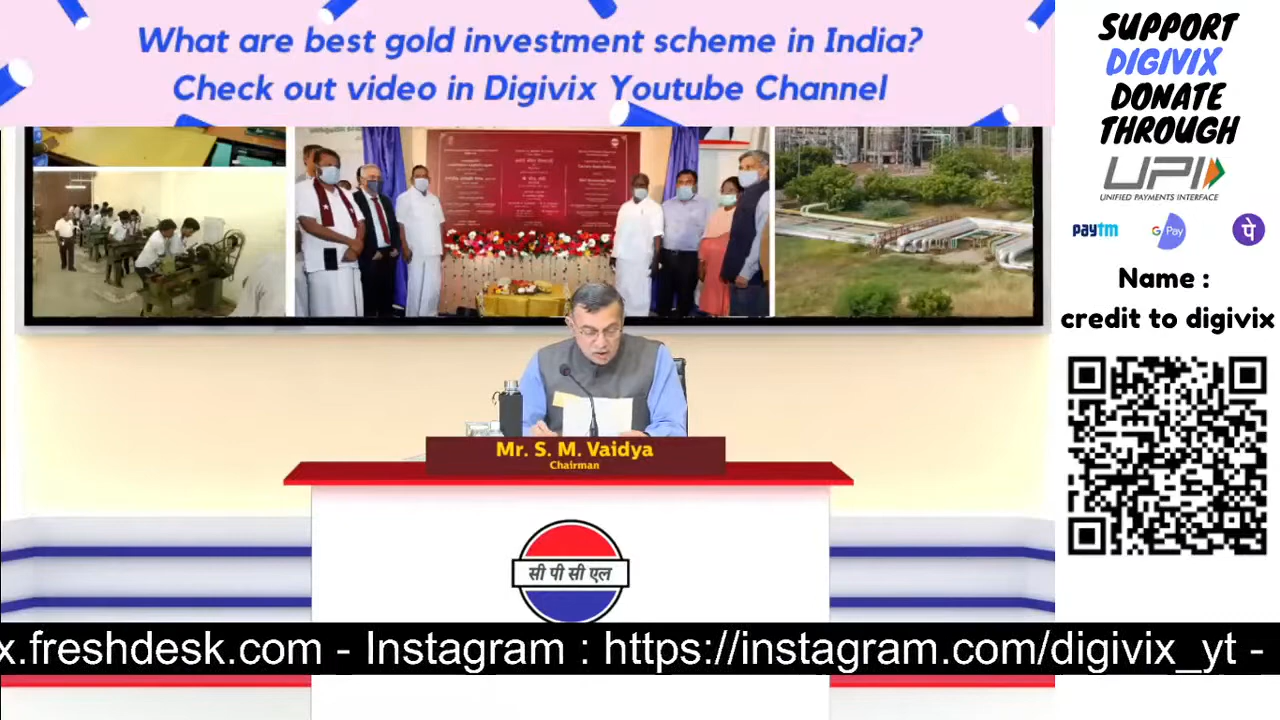 What are best gold investment scheme in India?
Check out video in Digivix Youtube Channel
SUPPORT
DIGIVIX
DONATE
THROUGH
UPI
UNIFIED PAYMENTS INTERFACE
paytm
G Pay
पे
Name :
credit to digivix
Mr. S. M. Vaidya
Chairman
सी पी सी एल
x.freshdesk.com - Instagram : https://instagram.com/digivix_yt -